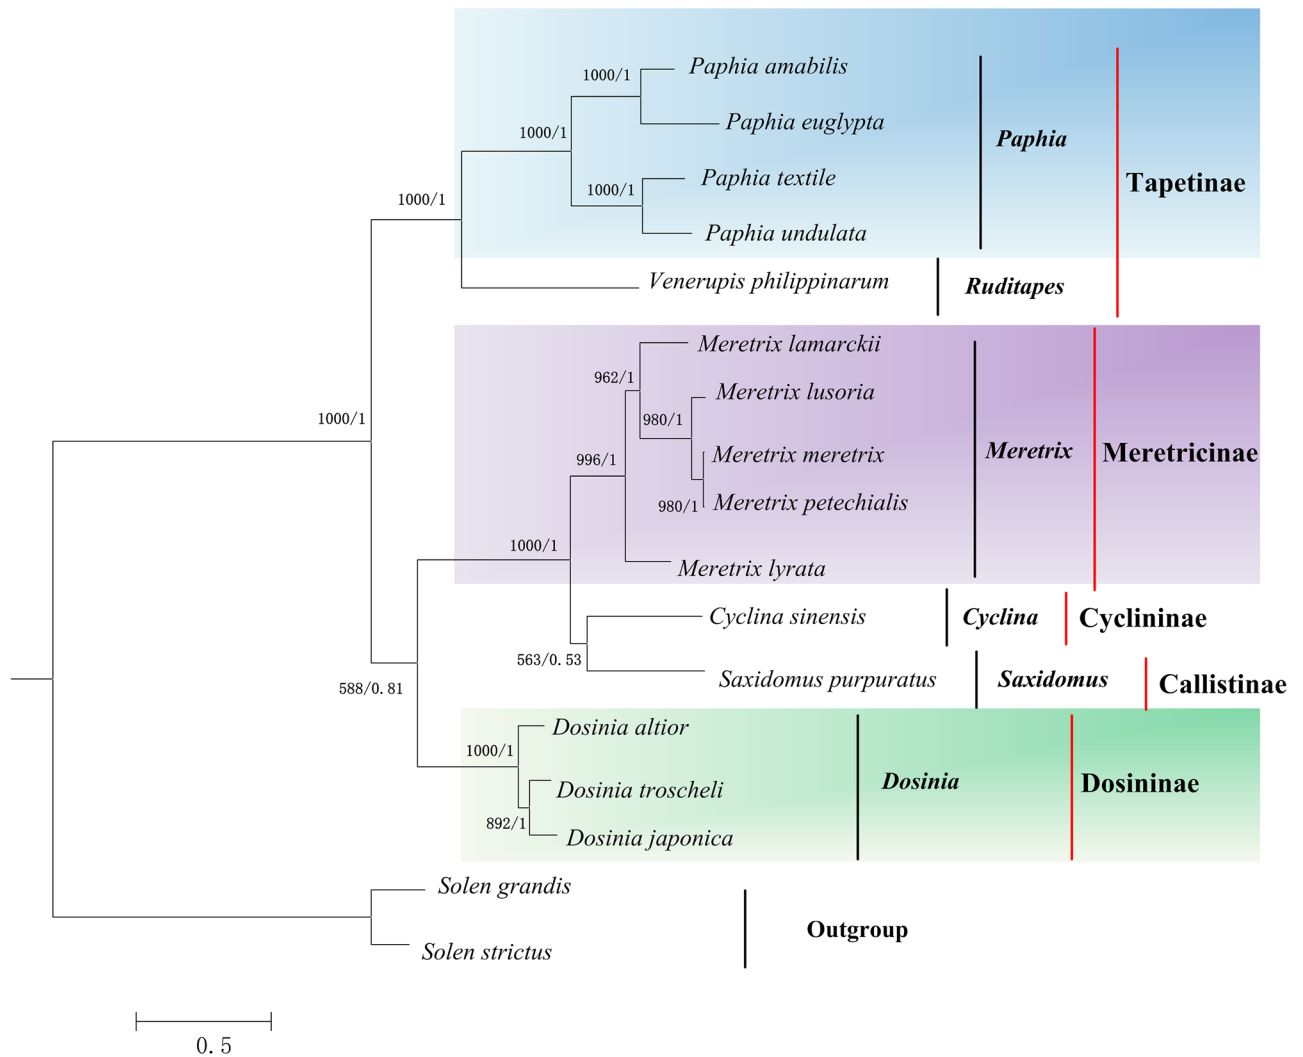 Paphia amabilis
1000/1
Paphia euglypta
1000/1
Paphia
Paphia textile
1000/1
Tapetinae
1000/1
Paphia undulata
Venerupis philippinarum
Ruditapes
Meretrix lamarckii
962/1
Meretrix lusoria
980/1
1000/1
Meretrix
Meretricinae
996/1
Meretrix meretrix
980/1
Meretrix petechialis
1000/1
Meretrix lyrata
Cyclina sinensis
Cyclina
Cyclininae
563/0.53
Saxidomus purpuratus
Saxidomus
Callistinae
588/0.81
Dosinia altior
1000/1
Dosinia
Dosininae
Dosinia troscheli
892/1
Dosinia japonica
Solen grandis
Outgroup
Solen strictus
0.5